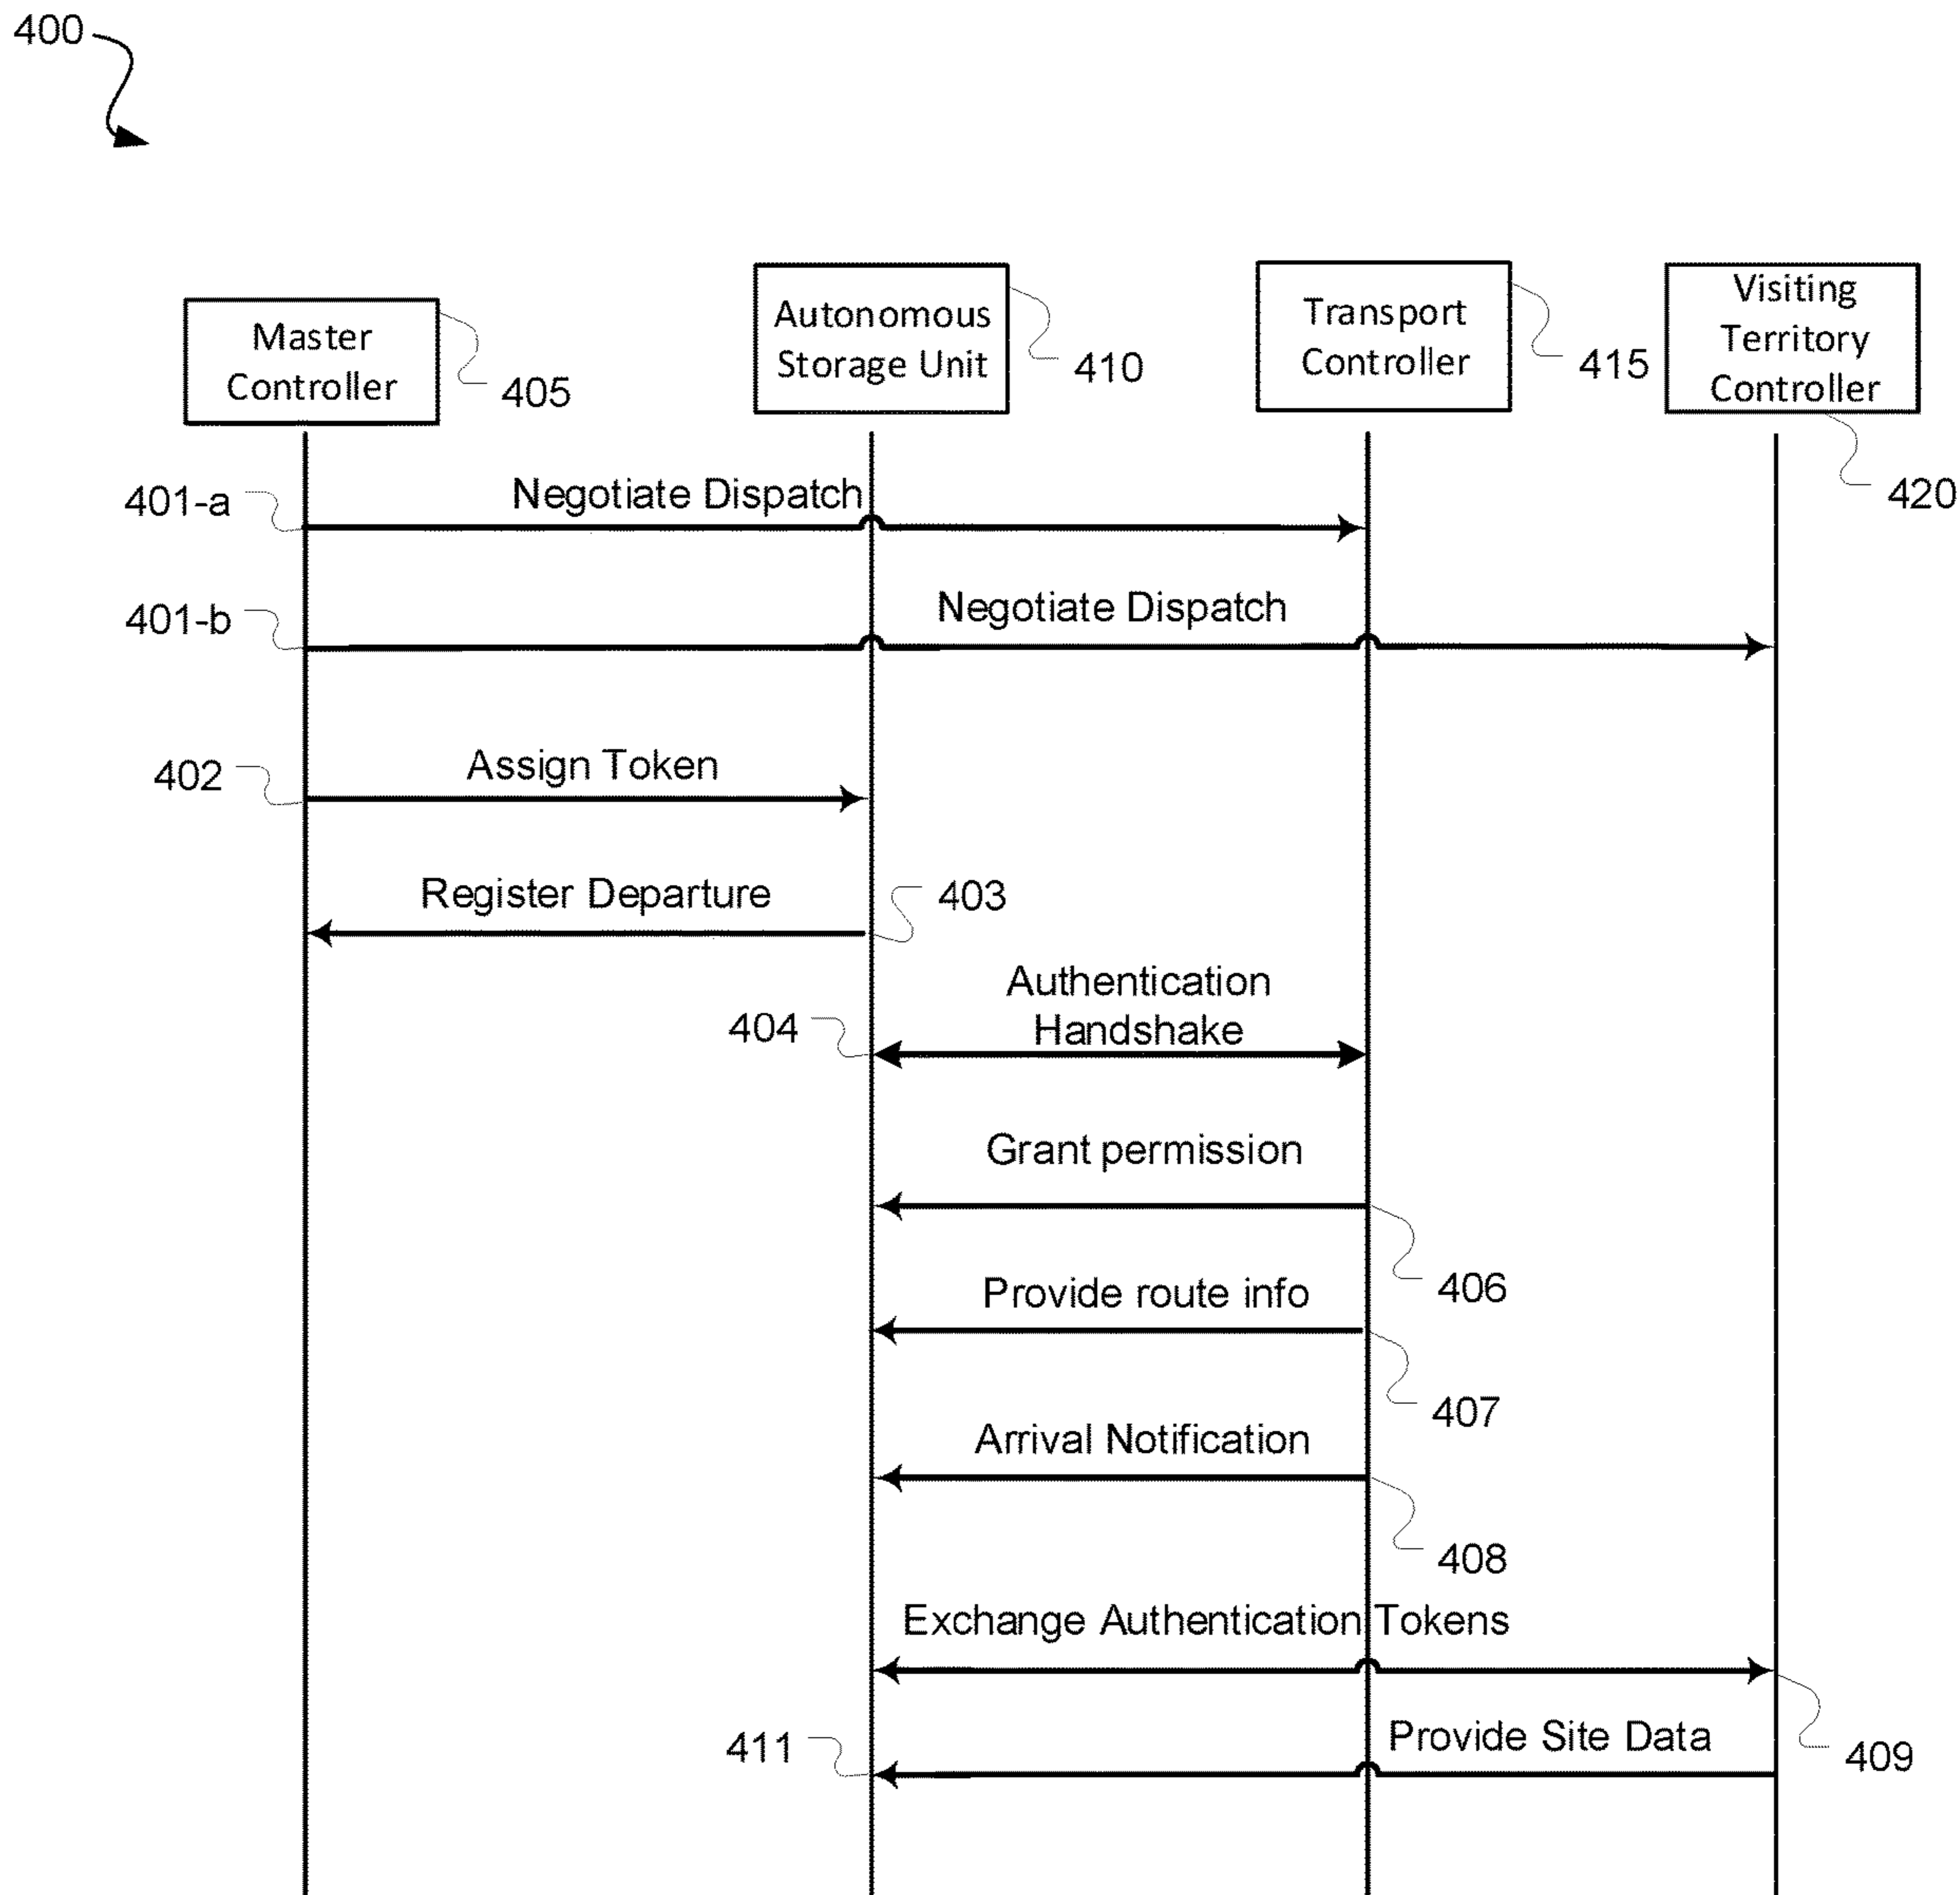 400
Master
Controller
405
Autonomous
Storage Unit
410
Transport
Controller
415
Visiting
Territory
Controller
420
401-a
Negotiate Dispatch
401-b
Negotiate Dispatch
402
Assign Token
Register Departure
403
Authentication
Handshake
404
Grant permission
406
Provide route info
407
Arrival Notification
408
Exchange Authentication Tokens
409
Provide Site Data
411